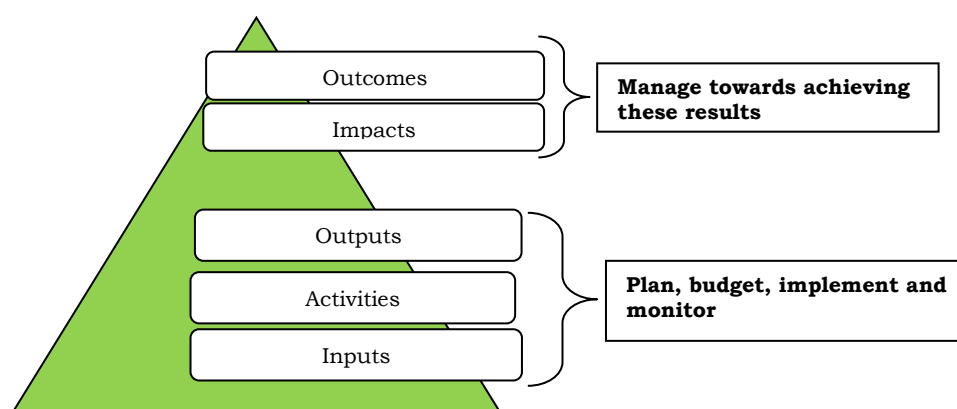 Outcomes
Impacts
Manage towards achieving
these results
Outputs
Activities
Inputs
Plan, budget, implement and
monitor